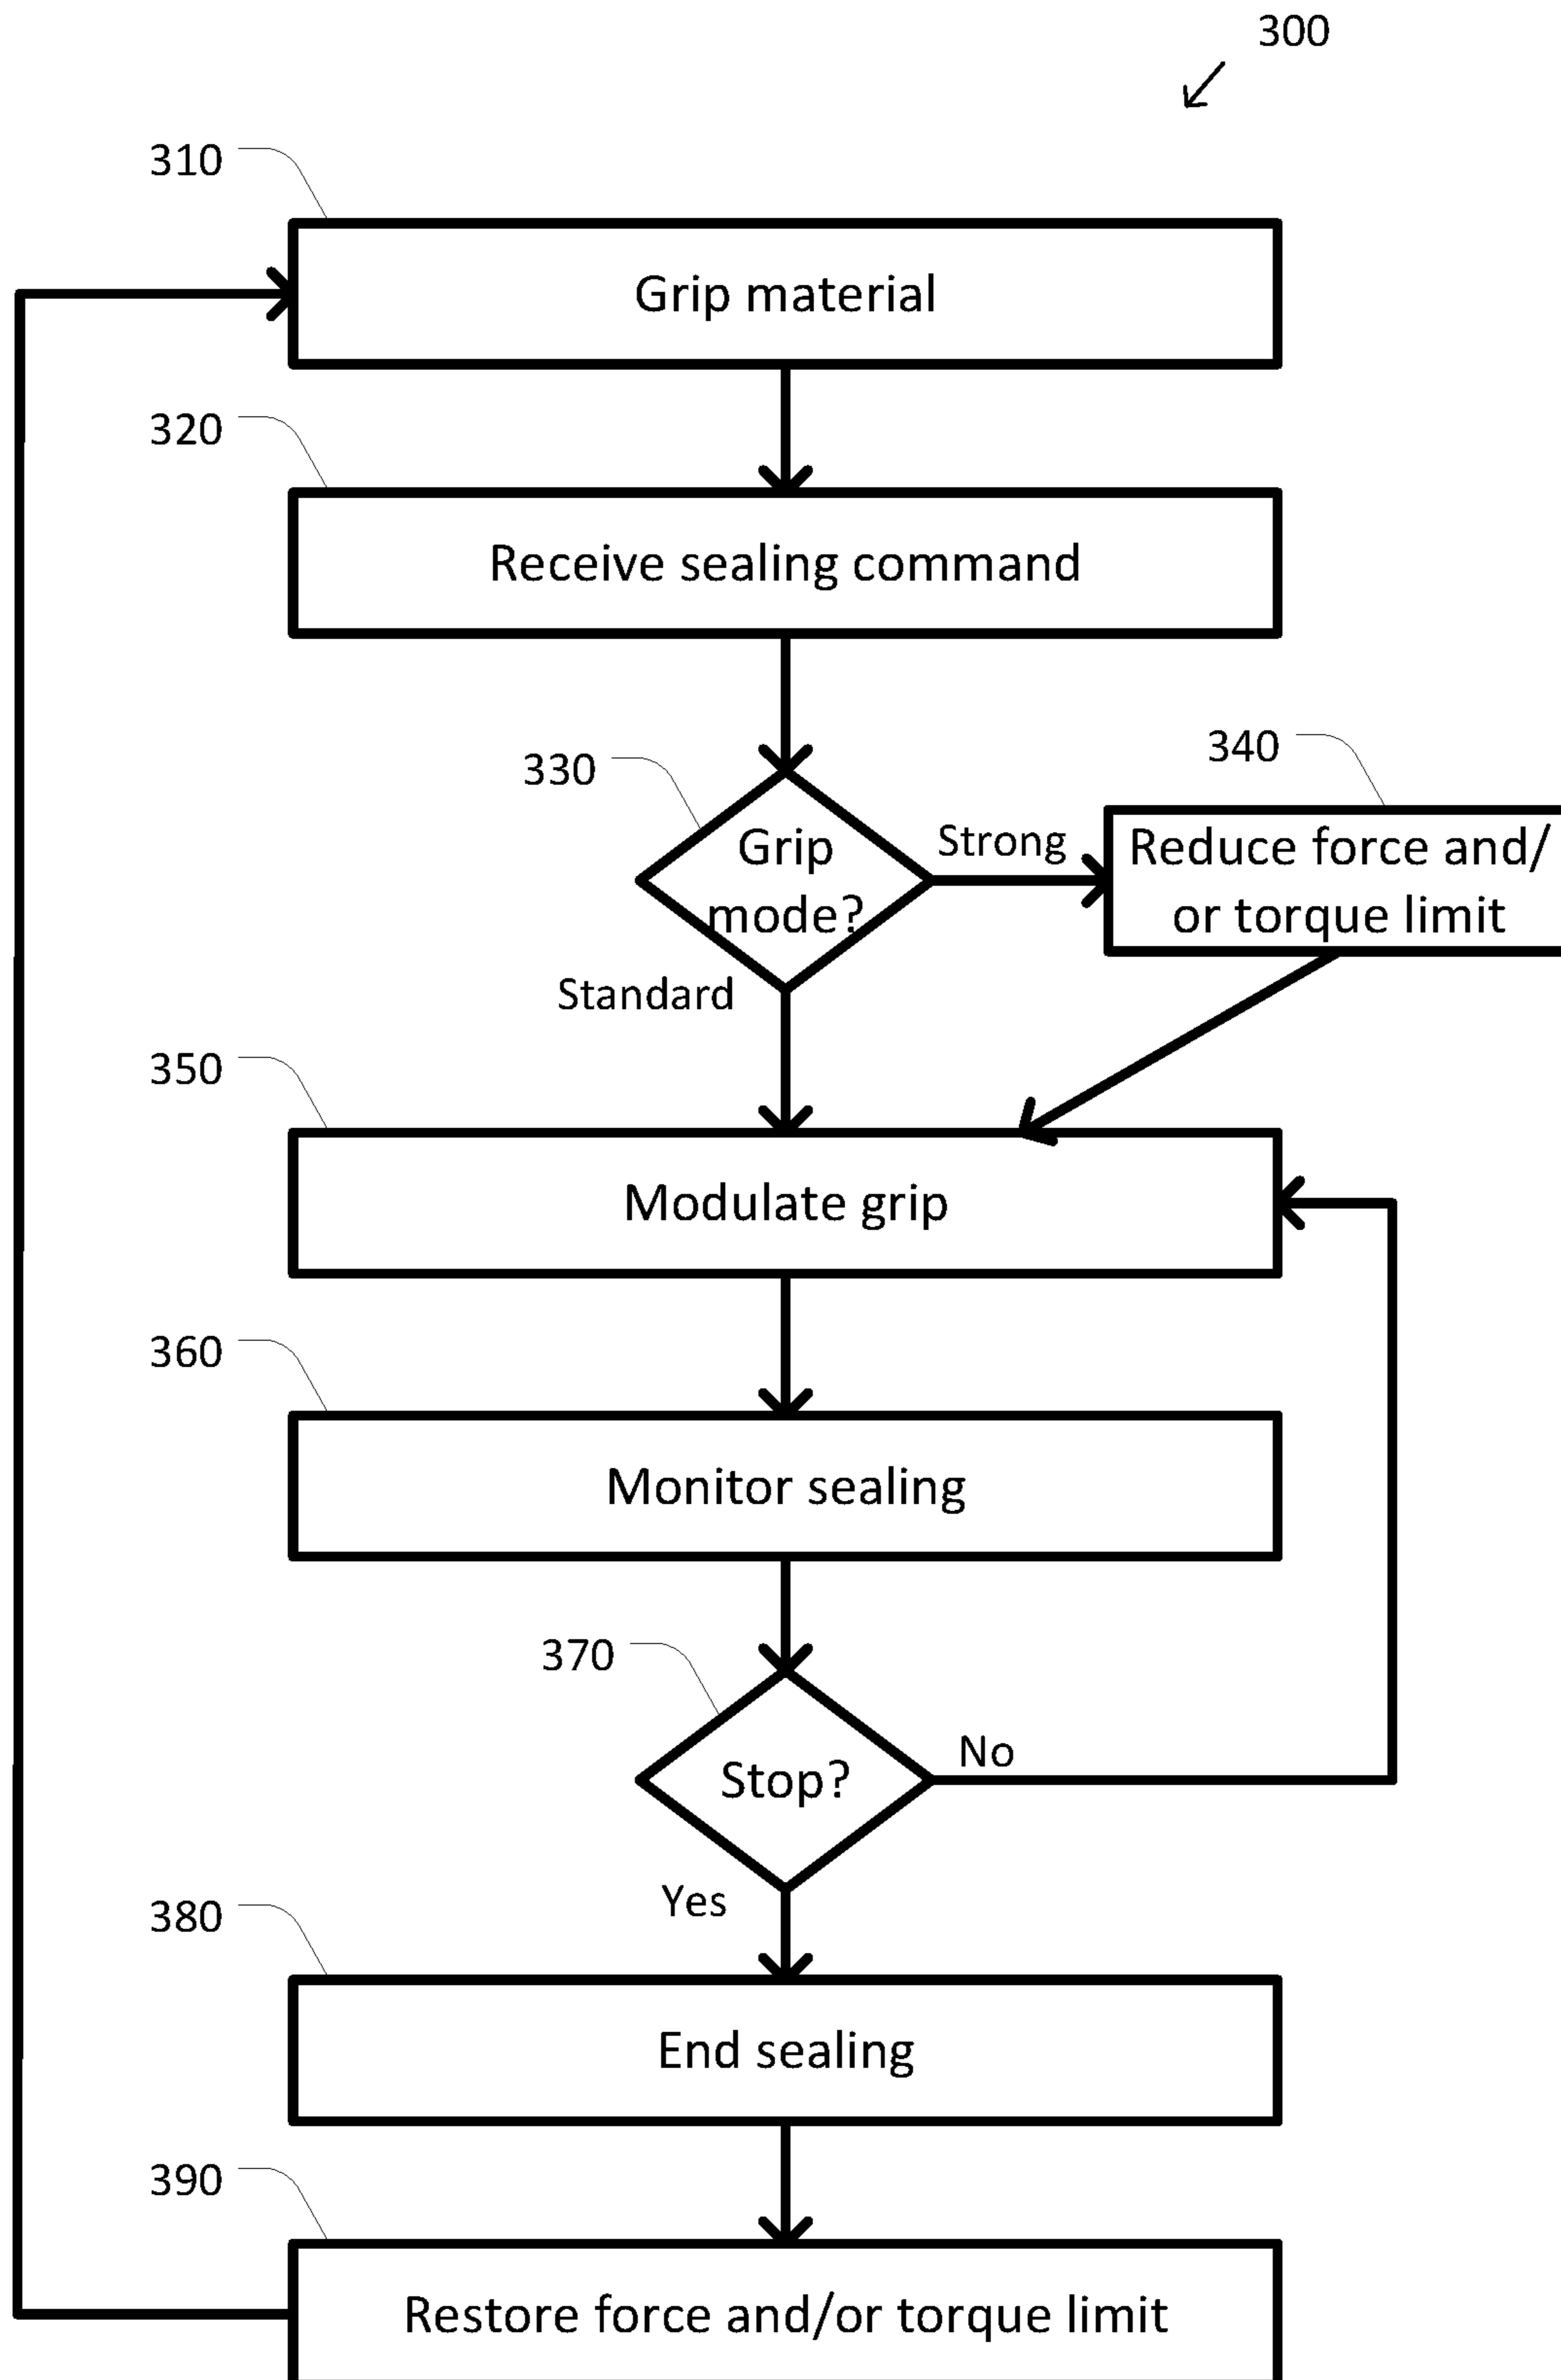 300
310
Grip material
320
Receive sealing command
330
Grip
mode?
Strong
340
Reduce force and/
or torque limit
Standard
350
Modulate grip
360
Monitor sealing
370
Stop?
No
Yes
380
End sealing
390
Restore force and/or torque limit